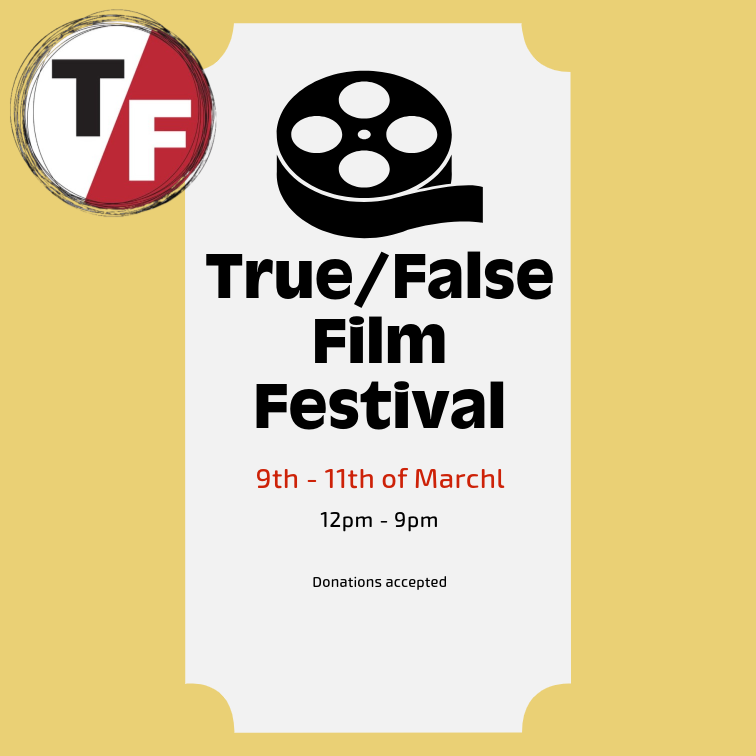 T/F
True/False
Film
Festival
9th - 11th of Marchl
12pm - 9pm
Donations accepted